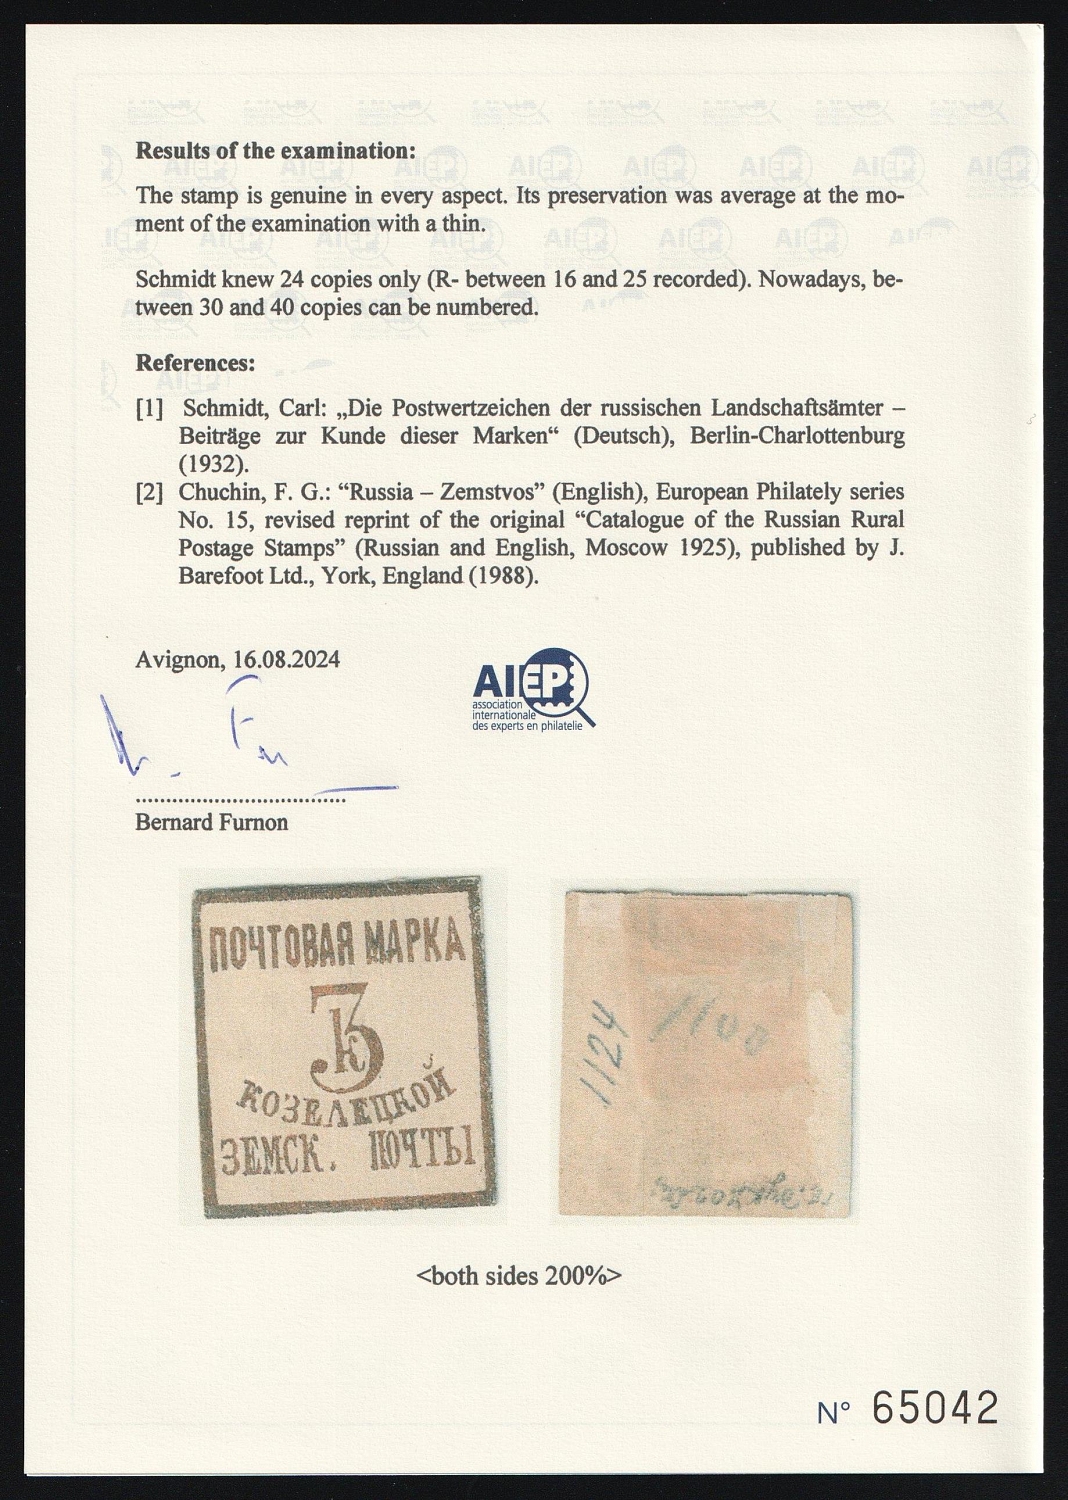 Results of the examination:
The stamp is genuine in every aspect. Its preservation was average at the mo-
ment of the examination with a thin.
Schmidt knew 24 copies only (R- between 16 and 25 recorded). Nowadays, be-
tween 30 and 40 copies can be numbered.
References:
[1] Schmidt, Carl: „Die Postwertzeichen der russischen Landschaftsämter –
Beiträge zur Kunde dieser Marken“ (Deutsch), Berlin-Charlottenburg
(1932).
[2] Chuchin, F. G.: “Russia – Zemstvos” (English), European Philately series
No. 15, revised reprint of the original “Catalogue of the Russian Rural
Postage Stamps” (Russian and English, Moscow 1925), published by J.
Barefoot Ltd., York, England (1988).
Avignon, 16.08.2024
AIEP
association
internationale
des experts en philatelie
Bernard Furnon
ПОЧТОВАЯ МАРКА
3 К
КОЗЕЛЕЦКОЙ
ЗЕМСК. ПОЧТЫ
1124
1100
<both sides 200%>
N° 65042